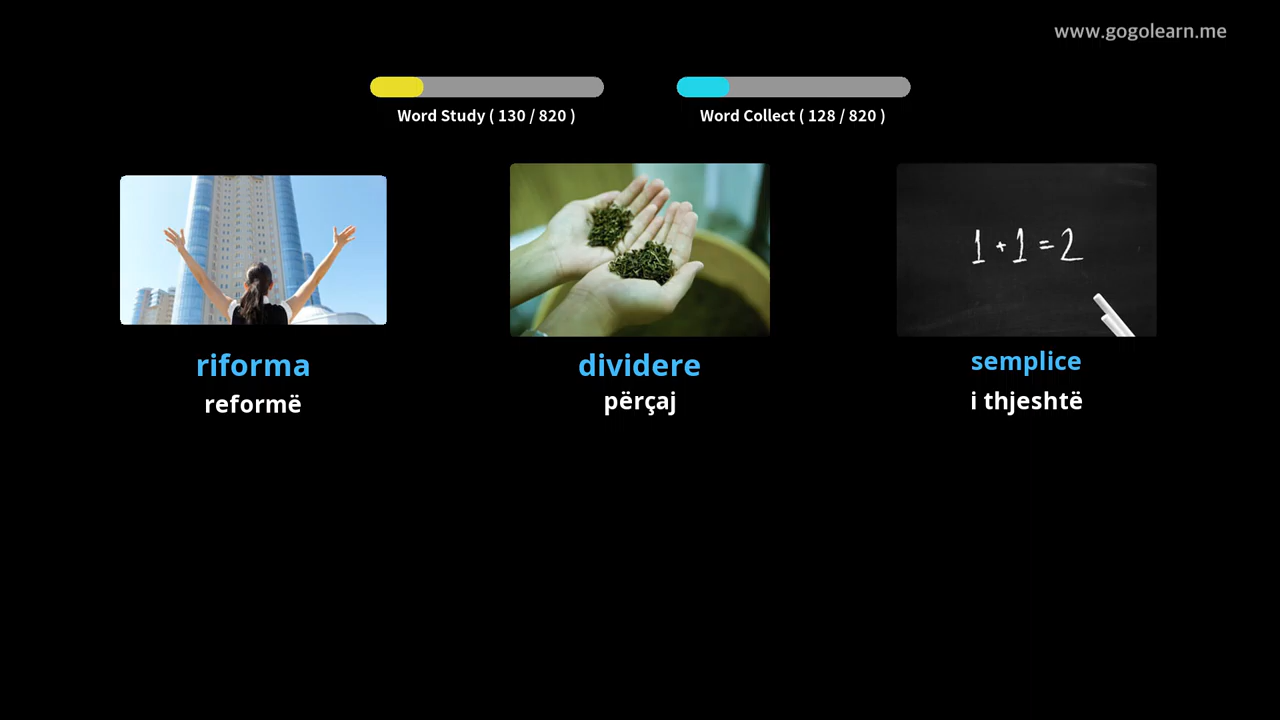 www.gogolearn.me
Word Study ( 130 / 820 )
Word Collect ( 128 / 820 )
1 + 1 = 2
riforma
reformë
dividere
përçaj
semplice
i thjeshtë